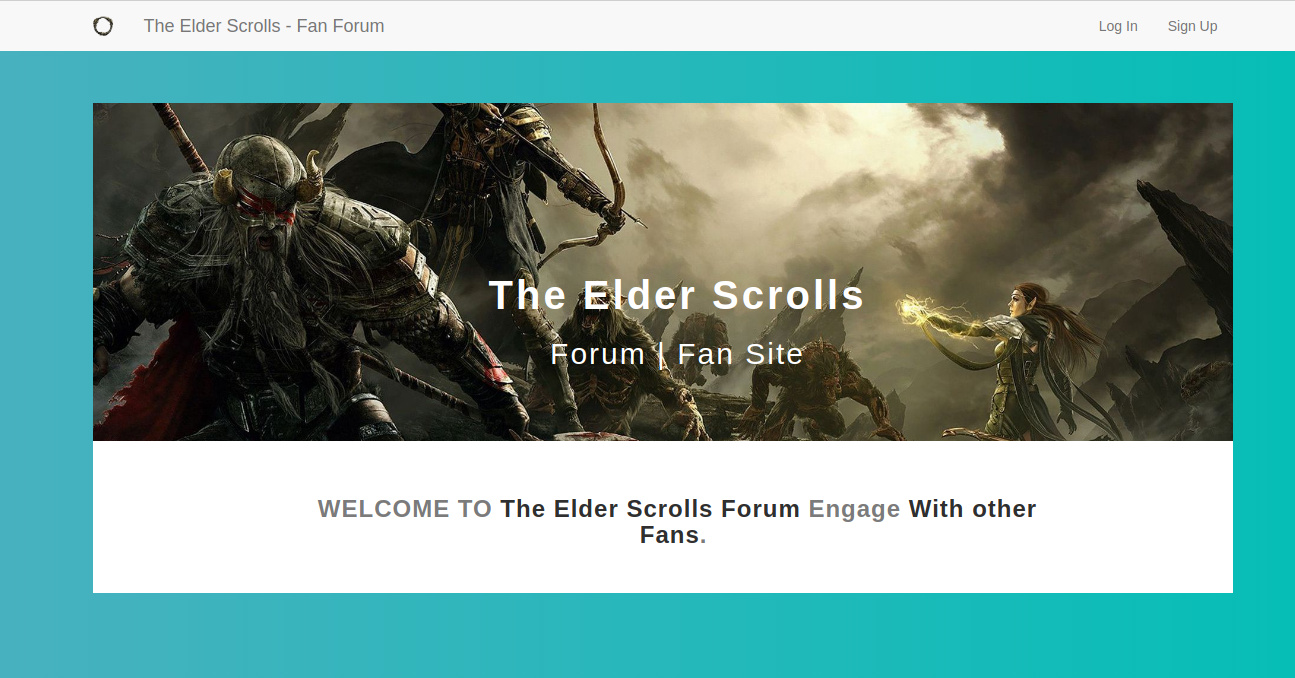 The Elder Scrolls - Fan Forum
Log In
Sign Up
The Elder Scrolls
Forum | Fan Site
WELCOME TO The Elder Scrolls Forum Engage With other
Fans.